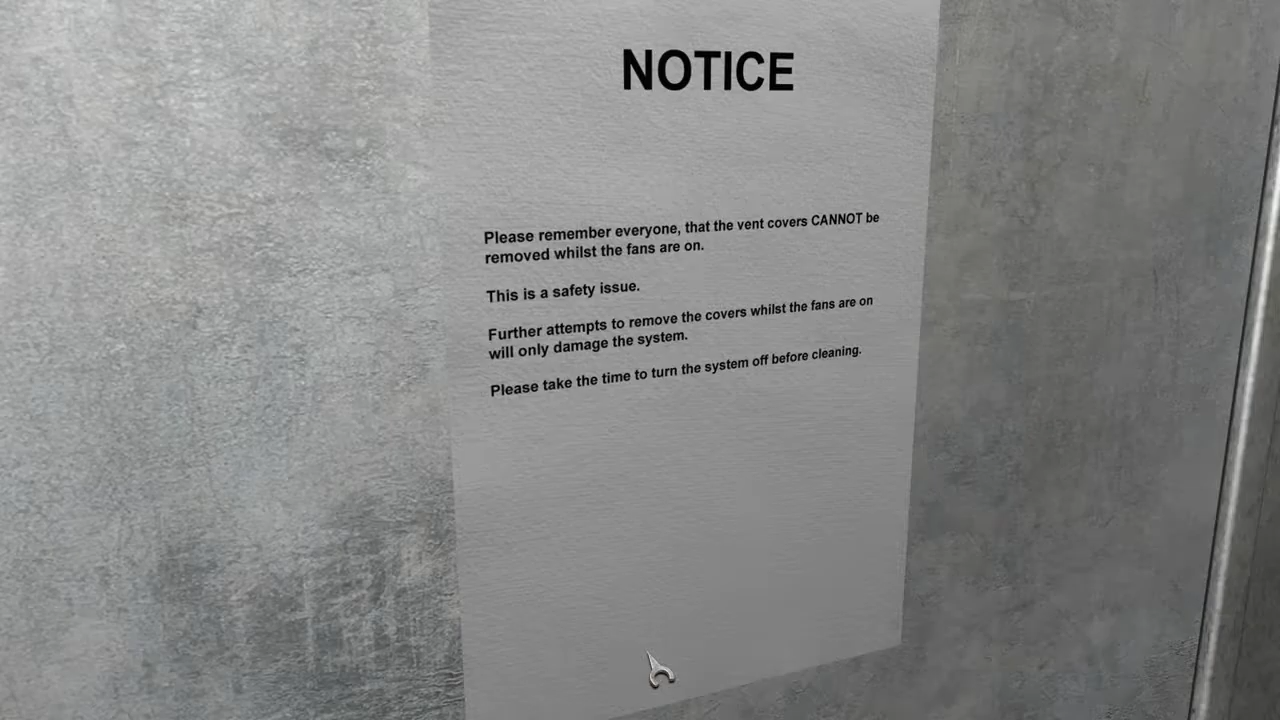 NOTICE
Please remember everyone, that the vent covers CANNOT be
removed whilst the fans are on.
This is a safety issue.
Further attempts to remove the covers whilst the fans are on
will only damage the system.
Please take the time to turn the system off before cleaning.